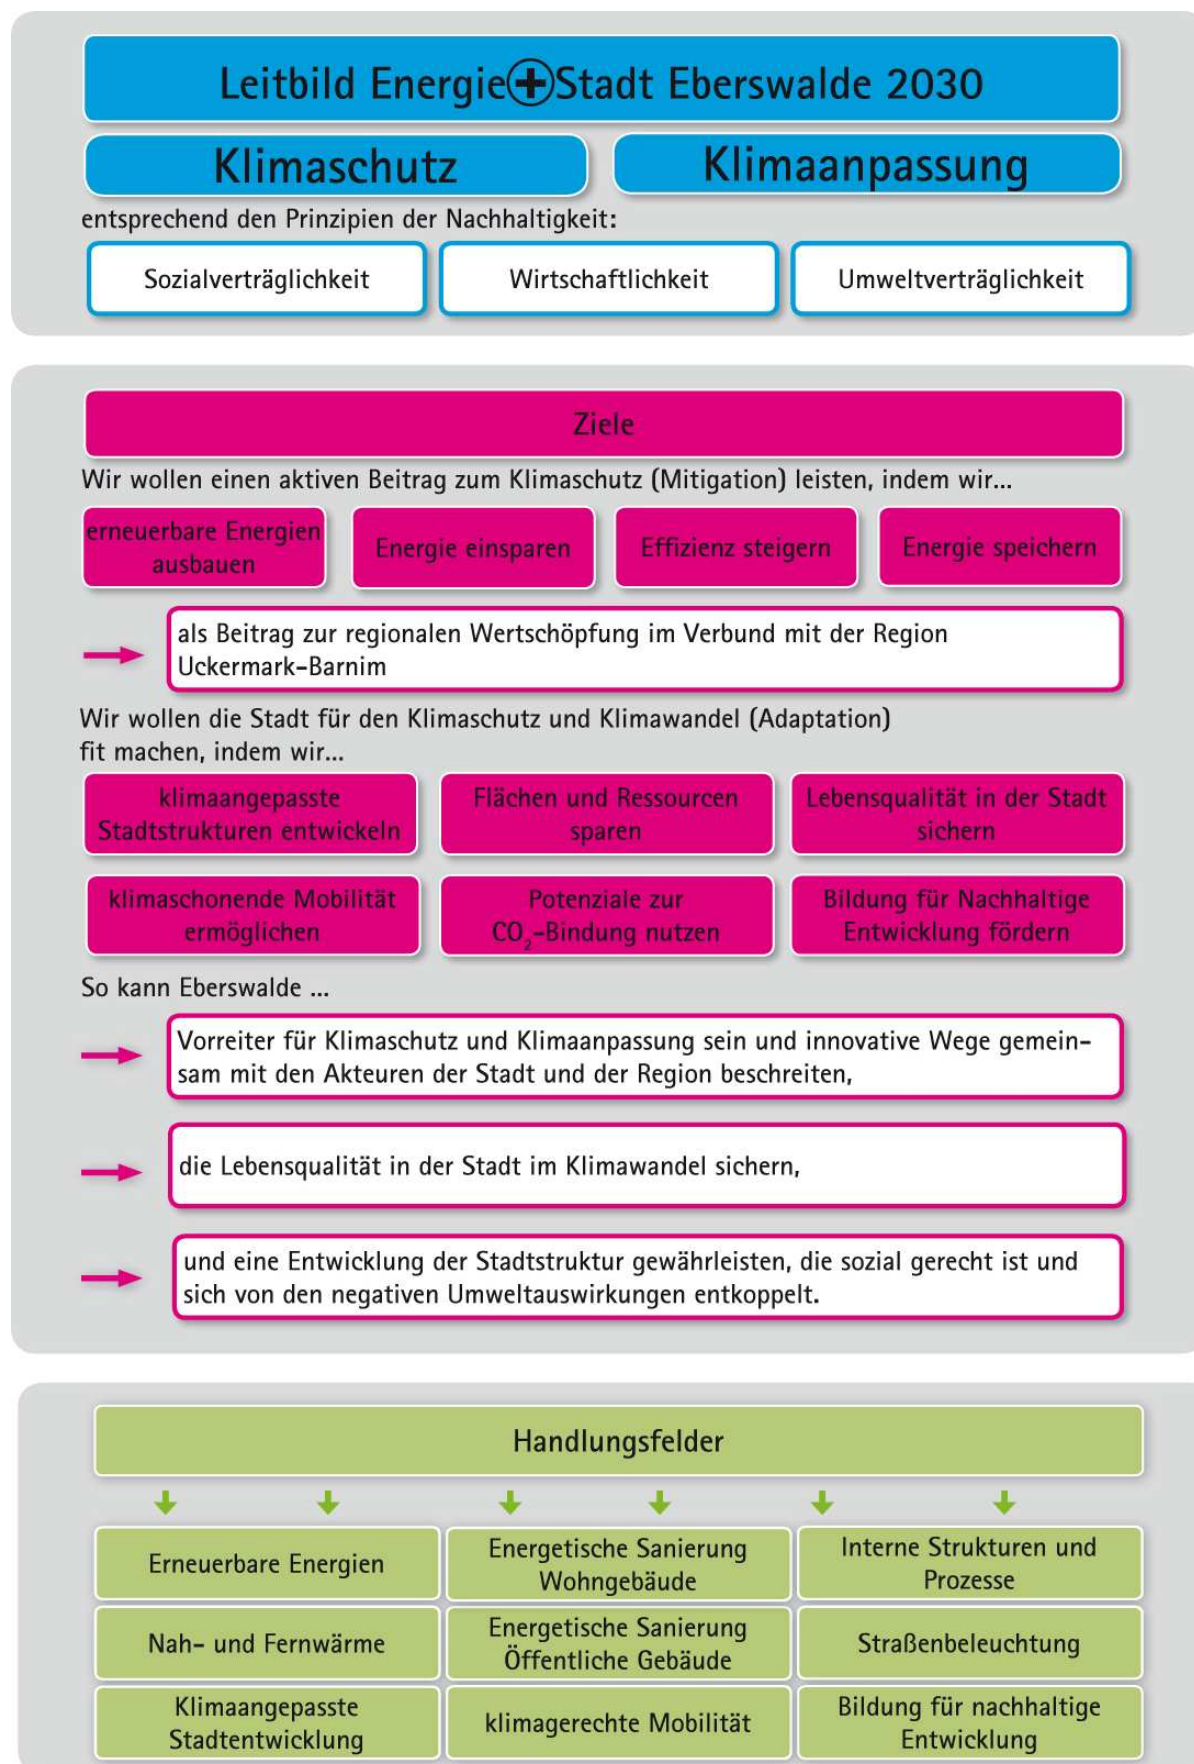 Leitbild Energie+Stadt Eberswalde 2030
Klimaschutz
Klimaanpassung
entsprechend den Prinzipien der Nachhaltigkeit:
Sozialverträglichkeit
Wirtschaftlichkeit
Umweltverträglichkeit
Ziele
Wir wollen einen aktiven Beitrag zum Klimaschutz (Mitigation) leisten, indem wir...
erneuerbare Energien
ausbauen
Energie einsparen
Effizienz steigern
Energie speichern
als Beitrag zur regionalen Wertschöpfung im Verbund mit der Region
Uckermark-Barnim
Wir wollen die Stadt für den Klimaschutz und Klimawandel (Adaptation)
fit machen, indem wir...
klimaangepasste
Stadtstrukturen entwickeln
Flächen und Ressourcen
sparen
Lebensqualität in der Stadt
sichern
klimaschonende Mobilität
ermöglichen
Potenziale zur
CO₂-Bindung nutzen
Bildung für Nachhaltige
Entwicklung fördern
So kann Eberswalde ...
Vorreiter für Klimaschutz und Klimaanpassung sein und innovative Wege gemein-
sam mit den Akteuren der Stadt und der Region beschreiten,
die Lebensqualität in der Stadt im Klimawandel sichern,
und eine Entwicklung der Stadtstruktur gewährleisten, die sozial gerecht ist und
sich von den negativen Umweltauswirkungen entkoppelt.
Handlungsfelder
Erneuerbare Energien
Energetische Sanierung
Wohngebäude
Interne Strukturen und
Prozesse
Nah- und Fernwärme
Energetische Sanierung
Öffentliche Gebäude
Straßenbeleuchtung
Klimaangepasste
Stadtentwicklung
klimagerechte Mobilität
Bildung für nachhaltige
Entwicklung